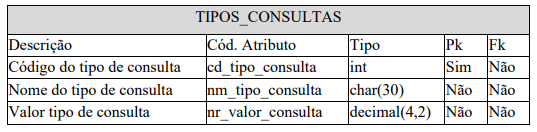 TIPOS_CONSULTAS
Descrição Cód. Atributo Tipo Pk Fk
Código do tipo de consulta cd_tipo_consulta int Sim Não
Nome do tipo de consulta nm_tipo_consulta char(30) Não Não
Valor tipo de consulta nr_valor_consulta decimal(4,2) Não Não